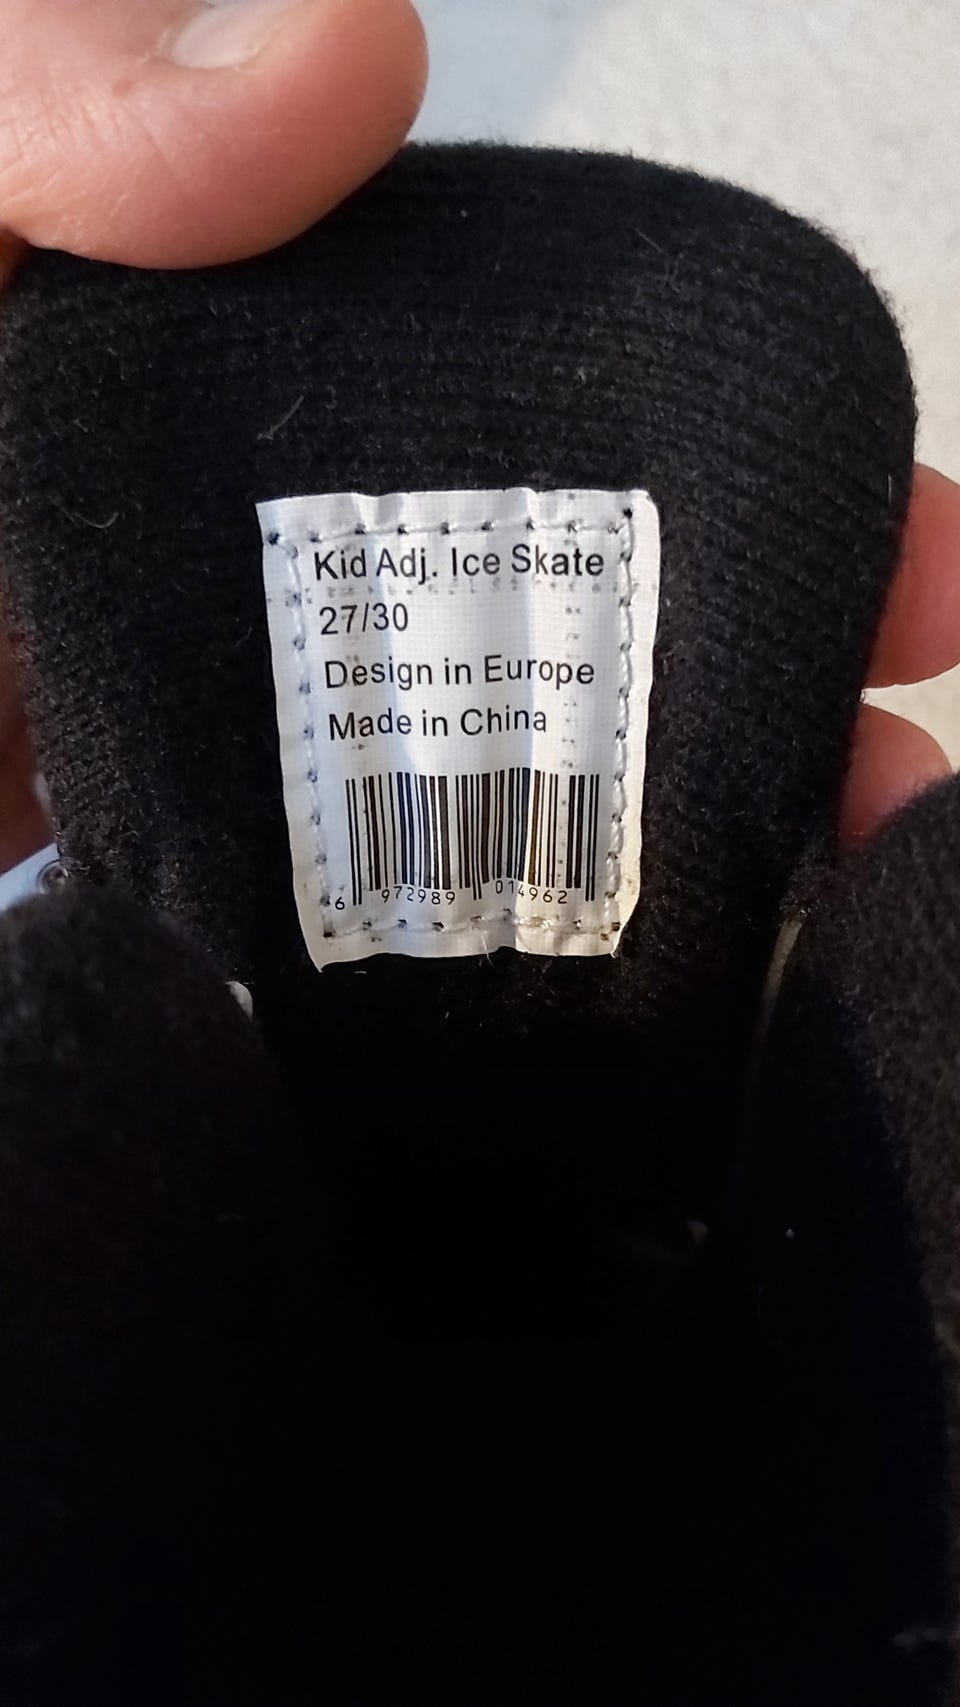 Kid Adj. Ice Skate
27/30
Design in Europe
Made in China
6 972989 014962